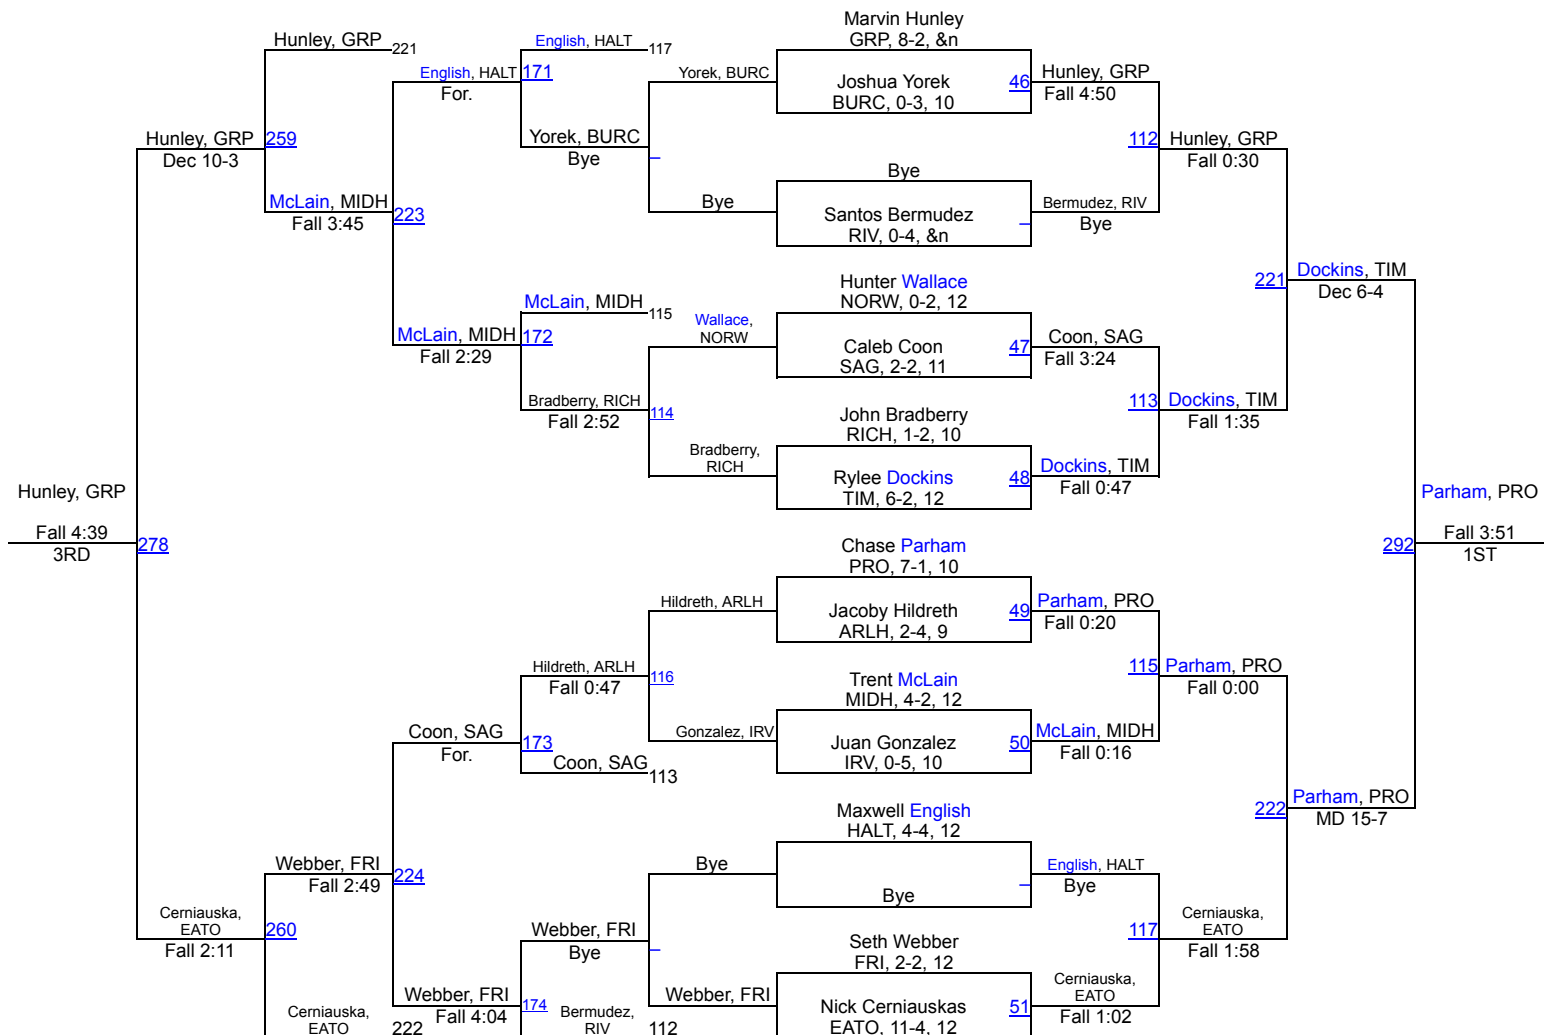 Marvin Hunley
GRP, 8-2, &n
Hunley, GRP
221
English, HALT
117
English, HALT
171
For.
Yorek, BURC
Joshua Yorek
BURC, 0-3, 10
46
Hunley, GRP
Fall 4:50
Hunley, GRP
259
Dec 10-3
Yorek, BURC
Bye
–
112
Hunley, GRP
Fall 0:30
Bye
McLain, MIDH
223
Fall 3:45
Bye
Santos Bermudez
RIV, 0-4, &n
–
Bermudez, RIV
Bye
Hunter Wallace
NORW, 0-2, 12
221
Dockins, TIM
Dec 6-4
McLain, MIDH
115
McLain, MIDH
172
Fall 2:29
Wallace,
NORW
Caleb Coon
SAG, 2-2, 11
47
Coon, SAG
Fall 3:24
Bradberry, RICH
114
Fall 2:52
John Bradberry
RICH, 1-2, 10
113
Dockins, TIM
Fall 1:35
Bradberry,
RICH
Rylee Dockins
TIM, 6-2, 12
48
Dockins, TIM
Fall 0:47
Hunley, GRP
Fall 4:39
3RD
278
Parham, PRO
292
Fall 3:51
1ST
Chase Parham
PRO, 7-1, 10
Hildreth, ARLH
Jacoby Hildreth
ARLH, 2-4, 9
49
Parham, PRO
Fall 0:20
Hildreth, ARLH
116
Fall 0:47
Trent McLain
MIDH, 4-2, 12
115
Parham, PRO
Fall 0:00
Coon, SAG
173
For.
Gonzalez, IRV
Juan Gonzalez
IRV, 0-5, 10
50
McLain, MIDH
Fall 0:16
Coon, SAG
113
Maxwell English
HALT, 4-4, 12
222
Parham, PRO
MD 15-7
Webber, FRI
224
Fall 2:49
Bye
Bye
–
English, HALT
Bye
Cerniauska,
EATO
260
Fall 2:11
Webber, FRI
Bye
–
Seth Webber
FRI, 2-2, 12
117
Cerniauska,
EATO
Fall 1:58
Webber, FRI
174
Fall 4:04
Webber, FRI
Nick Cerniauskas
EATO, 11-4, 12
51
Cerniauska,
EATO
Fall 1:02
Cerniauska,
EATO
222
Bermudez,
RIV
112